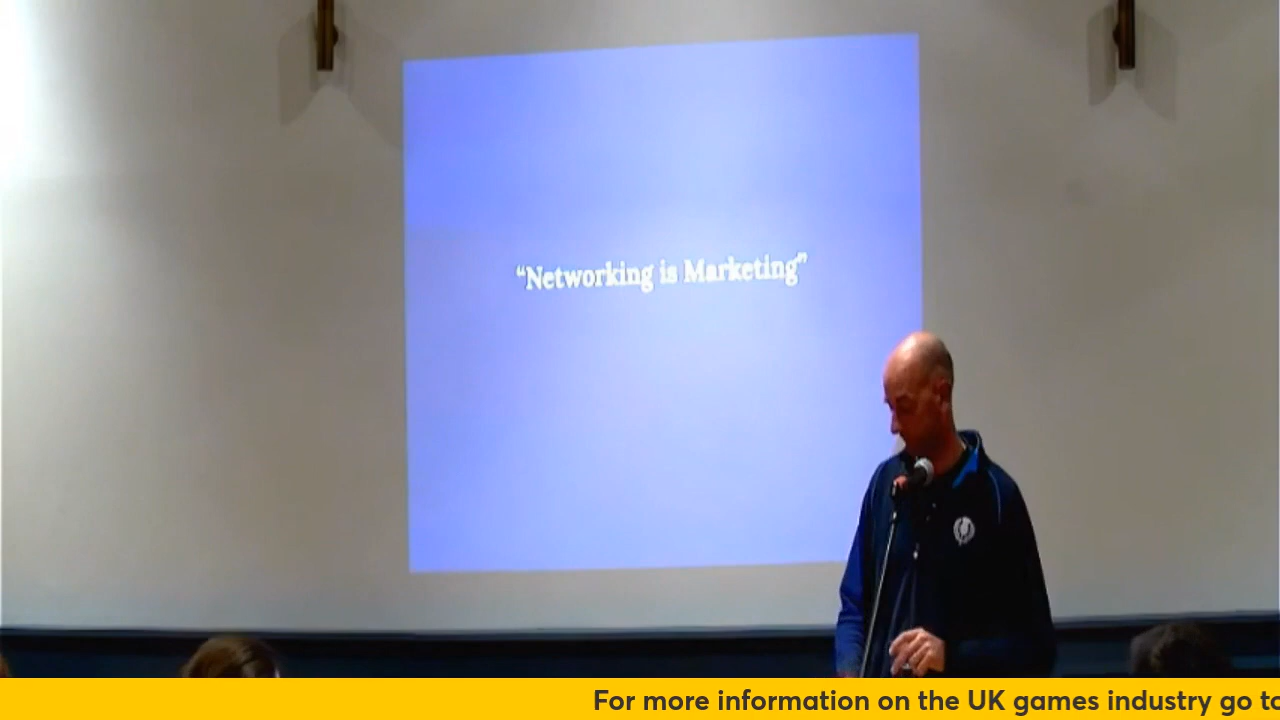 “Networking is Marketing”
For more information on the UK games industry go to